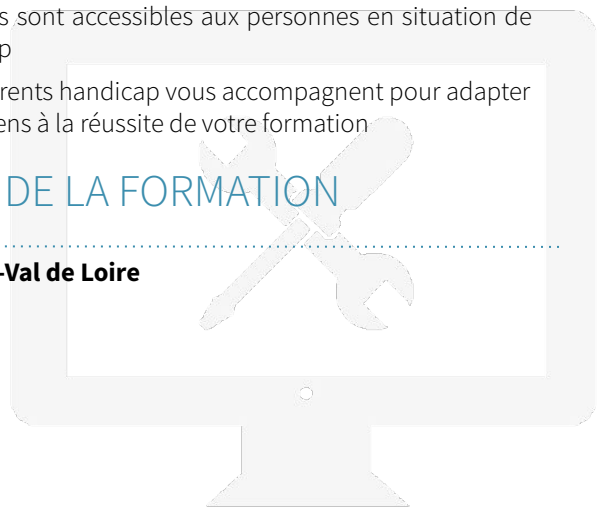 s sont accessibles aux personnes en situation de
p
rents handicap vous accompagnent pour adapter
ens à la réussite de votre formation
DE LA FORMATION
-Val de Loire